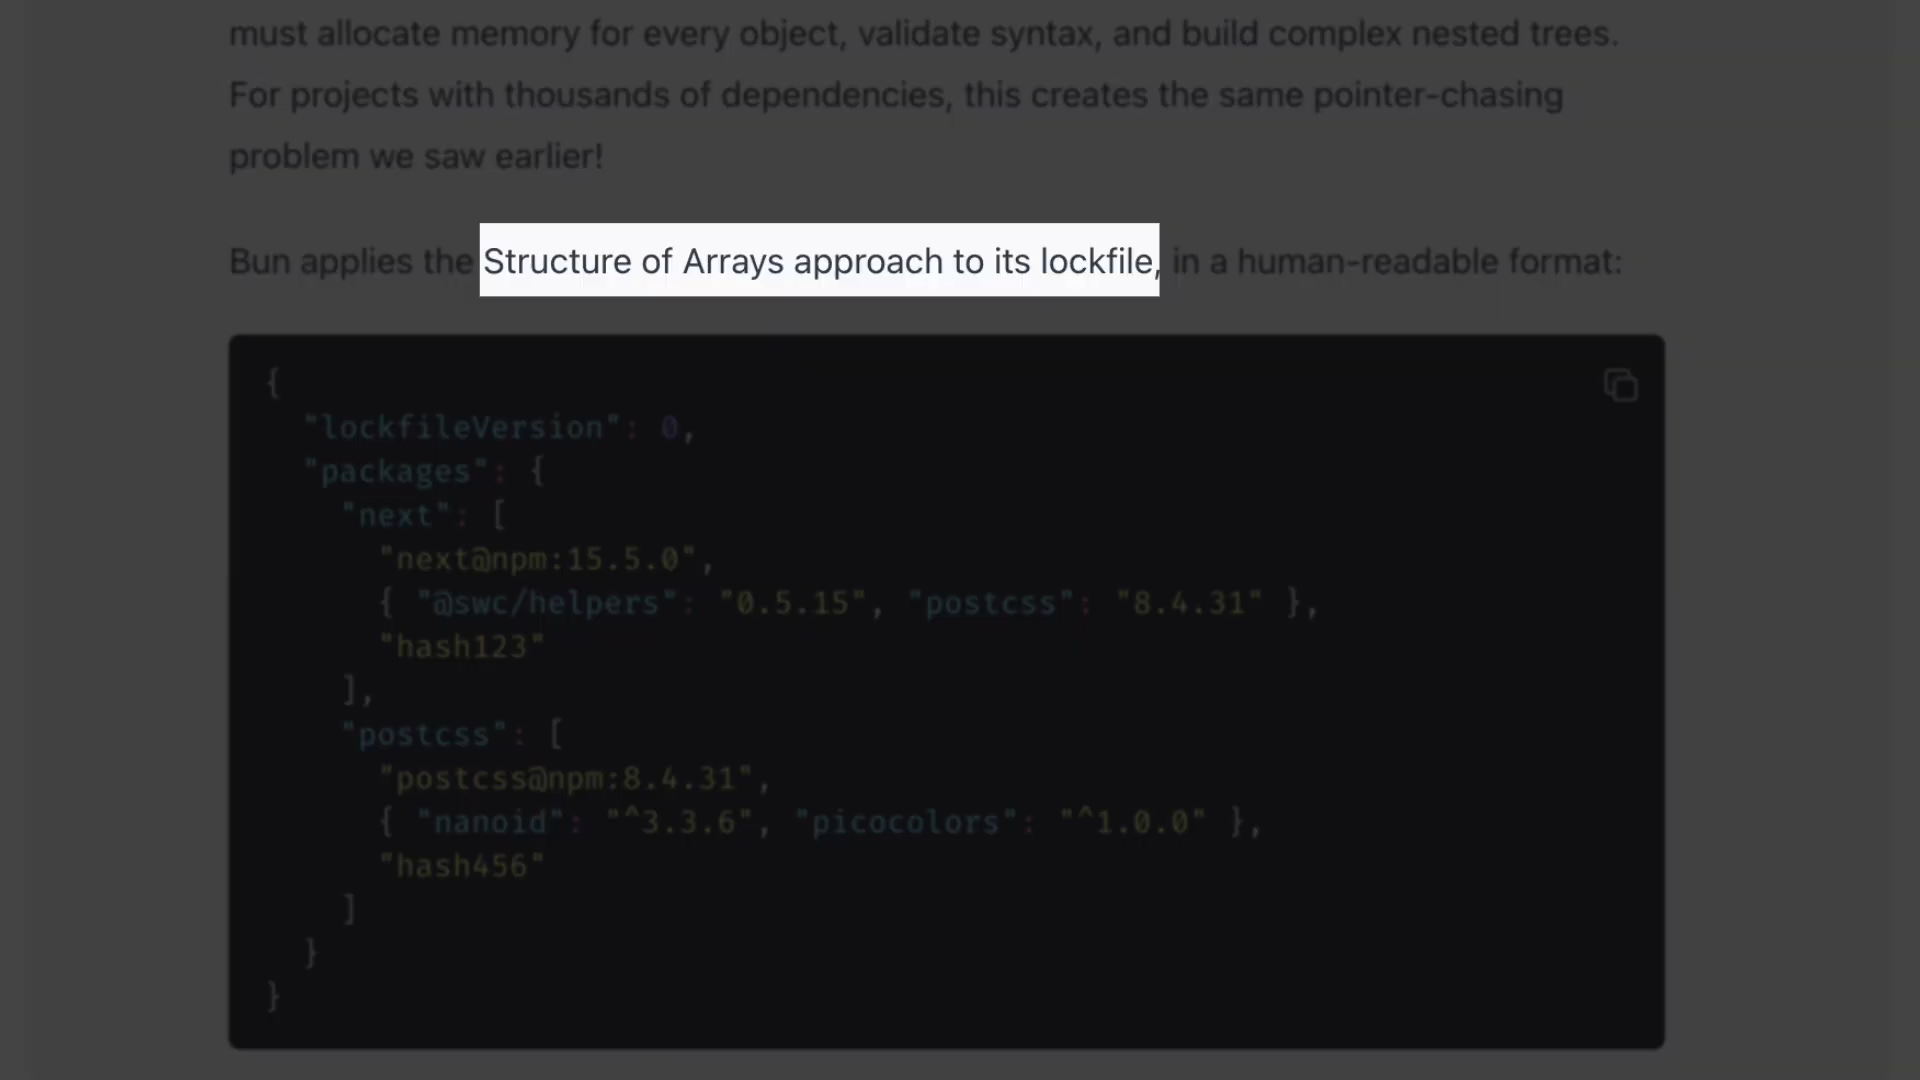 must allocate memory for every object, validate syntax, and build complex nested trees.
For projects with thousands of dependencies, this creates the same pointer-chasing
problem we saw earlier!
Bun applies the Structure of Arrays approach to its lockfile, in a human-readable format:
{
  "lockfileVersion": 0,
  "packages": {
    "next": [
      "next@npm:15.5.0",
      { "@swc/helpers": "0.5.15", "postcss": "8.4.31" },
      "hash123"
    ],
    "postcss": [
      "postcss@npm:8.4.31",
      { "nanoid": "^3.3.6", "picocolors": "^1.0.0" },
      "hash456"
    ]
  }
}